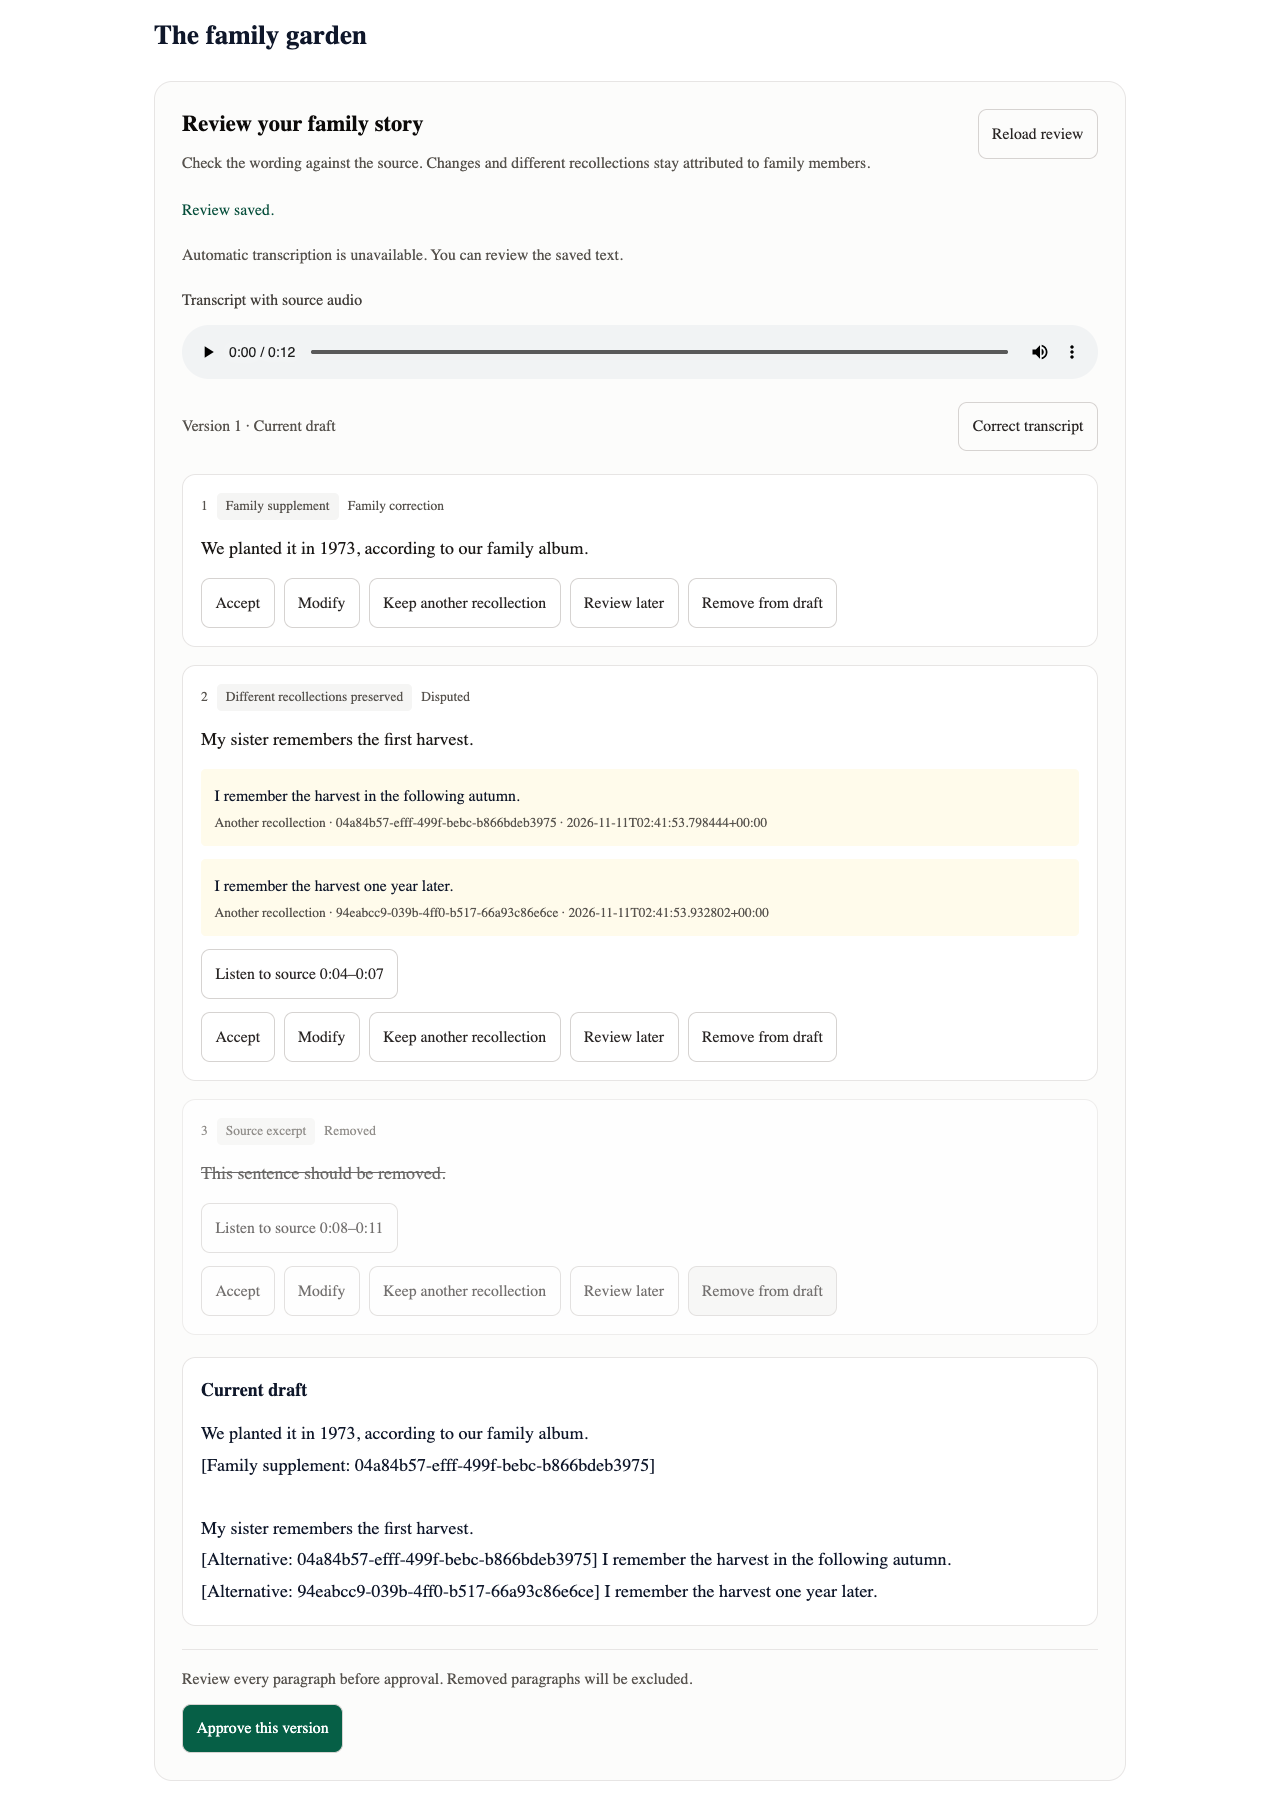 The family garden
Review your family story
Reload review
Check the wording against the source. Changes and different recollections stay attributed to family members.
Review saved.
Automatic transcription is unavailable. You can review the saved text.
Transcript with source audio
0:00 / 0:12
Version 1 · Current draft
Correct transcript
1 Family supplement Family correction
We planted it in 1973, according to our family album.
Accept Modify Keep another recollection Review later Remove from draft
2 Different recollections preserved Disputed
My sister remembers the first harvest.
I remember the harvest in the following autumn.
Another recollection · 04a84b57-efff-499f-bebc-b866bdeb3975 · 2026-11-11T02:41:53.798444+00:00
I remember the harvest one year later.
Another recollection · 94eabcc9-039b-4ff0-b517-66a93c86e6ce · 2026-11-11T02:41:53.932802+00:00
Listen to source 0:04–0:07
Accept Modify Keep another recollection Review later Remove from draft
3 Source excerpt Removed
This sentence should be removed.
Listen to source 0:08–0:11
Accept Modify Keep another recollection Review later Remove from draft
Current draft
We planted it in 1973, according to our family album.
[Family supplement: 04a84b57-efff-499f-bebc-b866bdeb3975]
My sister remembers the first harvest.
[Alternative: 04a84b57-efff-499f-bebc-b866bdeb3975] I remember the harvest in the following autumn.
[Alternative: 94eabcc9-039b-4ff0-b517-66a93c86e6ce] I remember the harvest one year later.
Review every paragraph before approval. Removed paragraphs will be excluded.
Approve this version